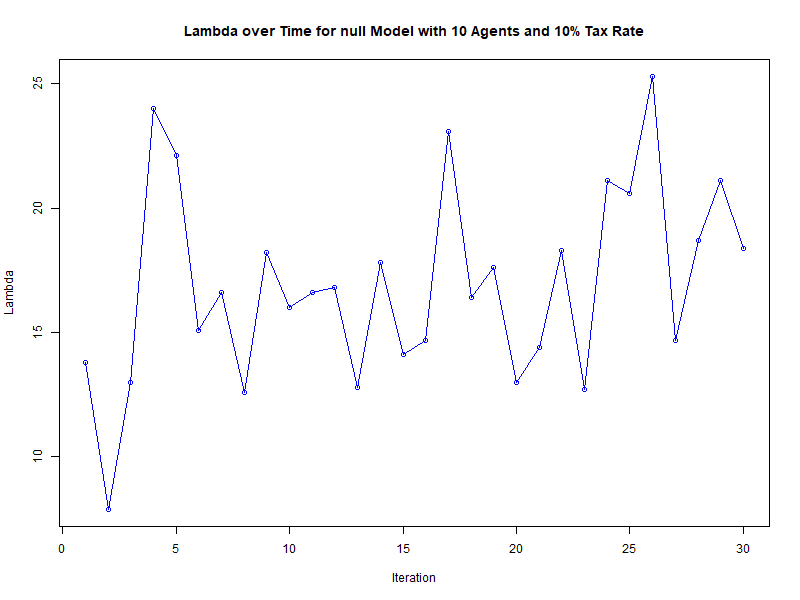 Lambda over Time for null Model with 10 Agents and 10% Tax Rate
25
20
15
10
Lambda
0 5 10 15 20 25 30
Iteration